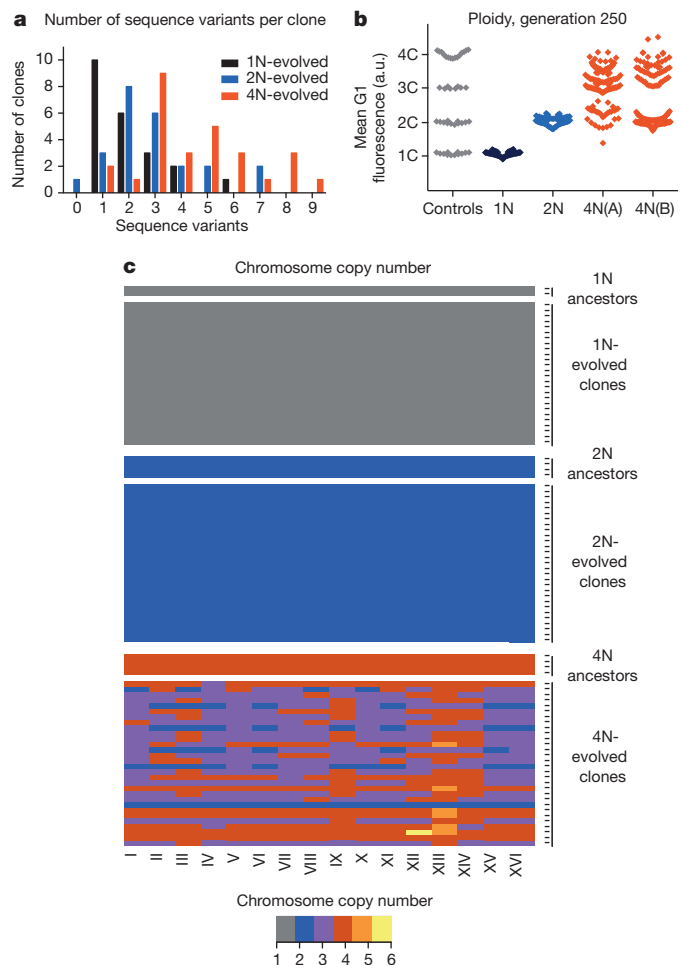 a Number of sequence variants per clone
Number of clones
10
8
6
4
2
0
1N-evolved
2N-evolved
4N-evolved
0 1 2 3 4 5 6 7 8 9
Sequence variants
b Ploidy, generation 250
Mean G1
fluorescence (a.u.)
4C
3C
2C
1C
Controls 1N 2N 4N(A) 4N(B)
c Chromosome copy number
1N
ancestors
1N-
evolved
clones
2N
ancestors
2N-
evolved
clones
4N
ancestors
4N-
evolved
clones
I II III IV V VI VII VIII IX X XI XII XIII XIV XV XVI
Chromosome copy number
1 2 3 4 5 6